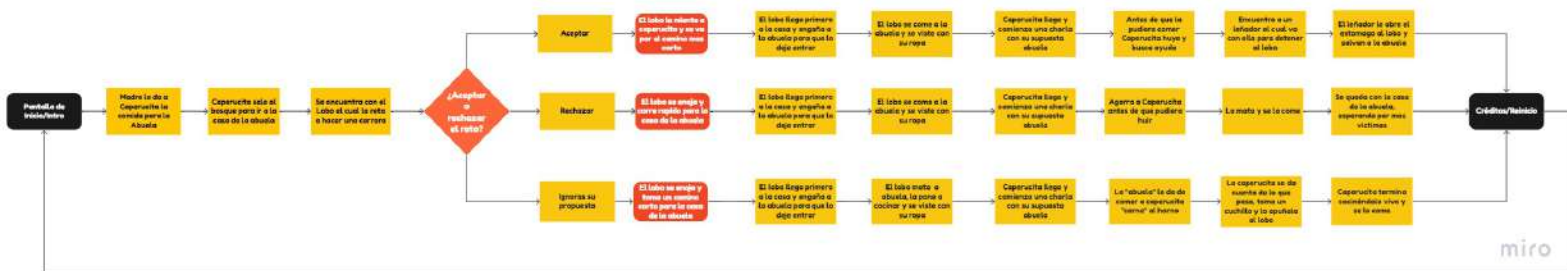 Pantalla de
Inicio/Intro
Madre le da a
Caperucita la
comida para la
Abuela
Caperucita sale al
bosque para ir a la
casa de la abuela
Se encuentra con el
Lobo el cual la reta
a hacer una carrera
¿Aceptar
o
rechazar
el reto?
Aceptar
El lobo le miente a
caperucita y se va
por el camino mas
corto
El lobo llega primero
a la casa y engaña a
la abuela para que lo
deje entrar
El lobo se come a la
abuela y se viste con
su ropa
Caperucita llega y
comienza una charla
con su supuesta
abuela
Antes de que la
pudiera comer
Caperucita huye y
busca ayuda
Encuentra a un
leñador el cual va
con ella para detener
al lobo
El leñador le abre el
estomago al lobo y
salvan a la abuela
Rechazar
El lobo se enoja y
corre rapido para la
casa de la abuela
El lobo llega primero
a la casa y engaña a
la abuela para que lo
deje entrar
El lobo se come a la
abuela y se viste con
su ropa
Caperucita llega y
comienza una charla
con su supuesta
abuela
Agarra a Caperucita
antes de que pudiera
huir
La mata y se la come
Se queda con la casa
de la abuela,
esperando por mas
victimas
Ignoras su
propuesta
El lobo se enoja y
toma un camino
corto para la casa
de la abuela
El lobo llega primero
a la casa y engaña a
la abuela para que lo
deje entrar
El lobo mata a
abuela, la pone a
cocinar y se viste con
su ropa
Caperucita llega y
comienza una charla
con su supuesta
abuela
La "abuela" le da de
comer a caperucita
"carne" al horno
La caperucita se da
cuenta de lo que
pasa, toma un
cuchillo y lo apuñala
al lobo
Caperucita termina
cocinándolo vivo y
se lo come
Créditos/Reinicio
miro